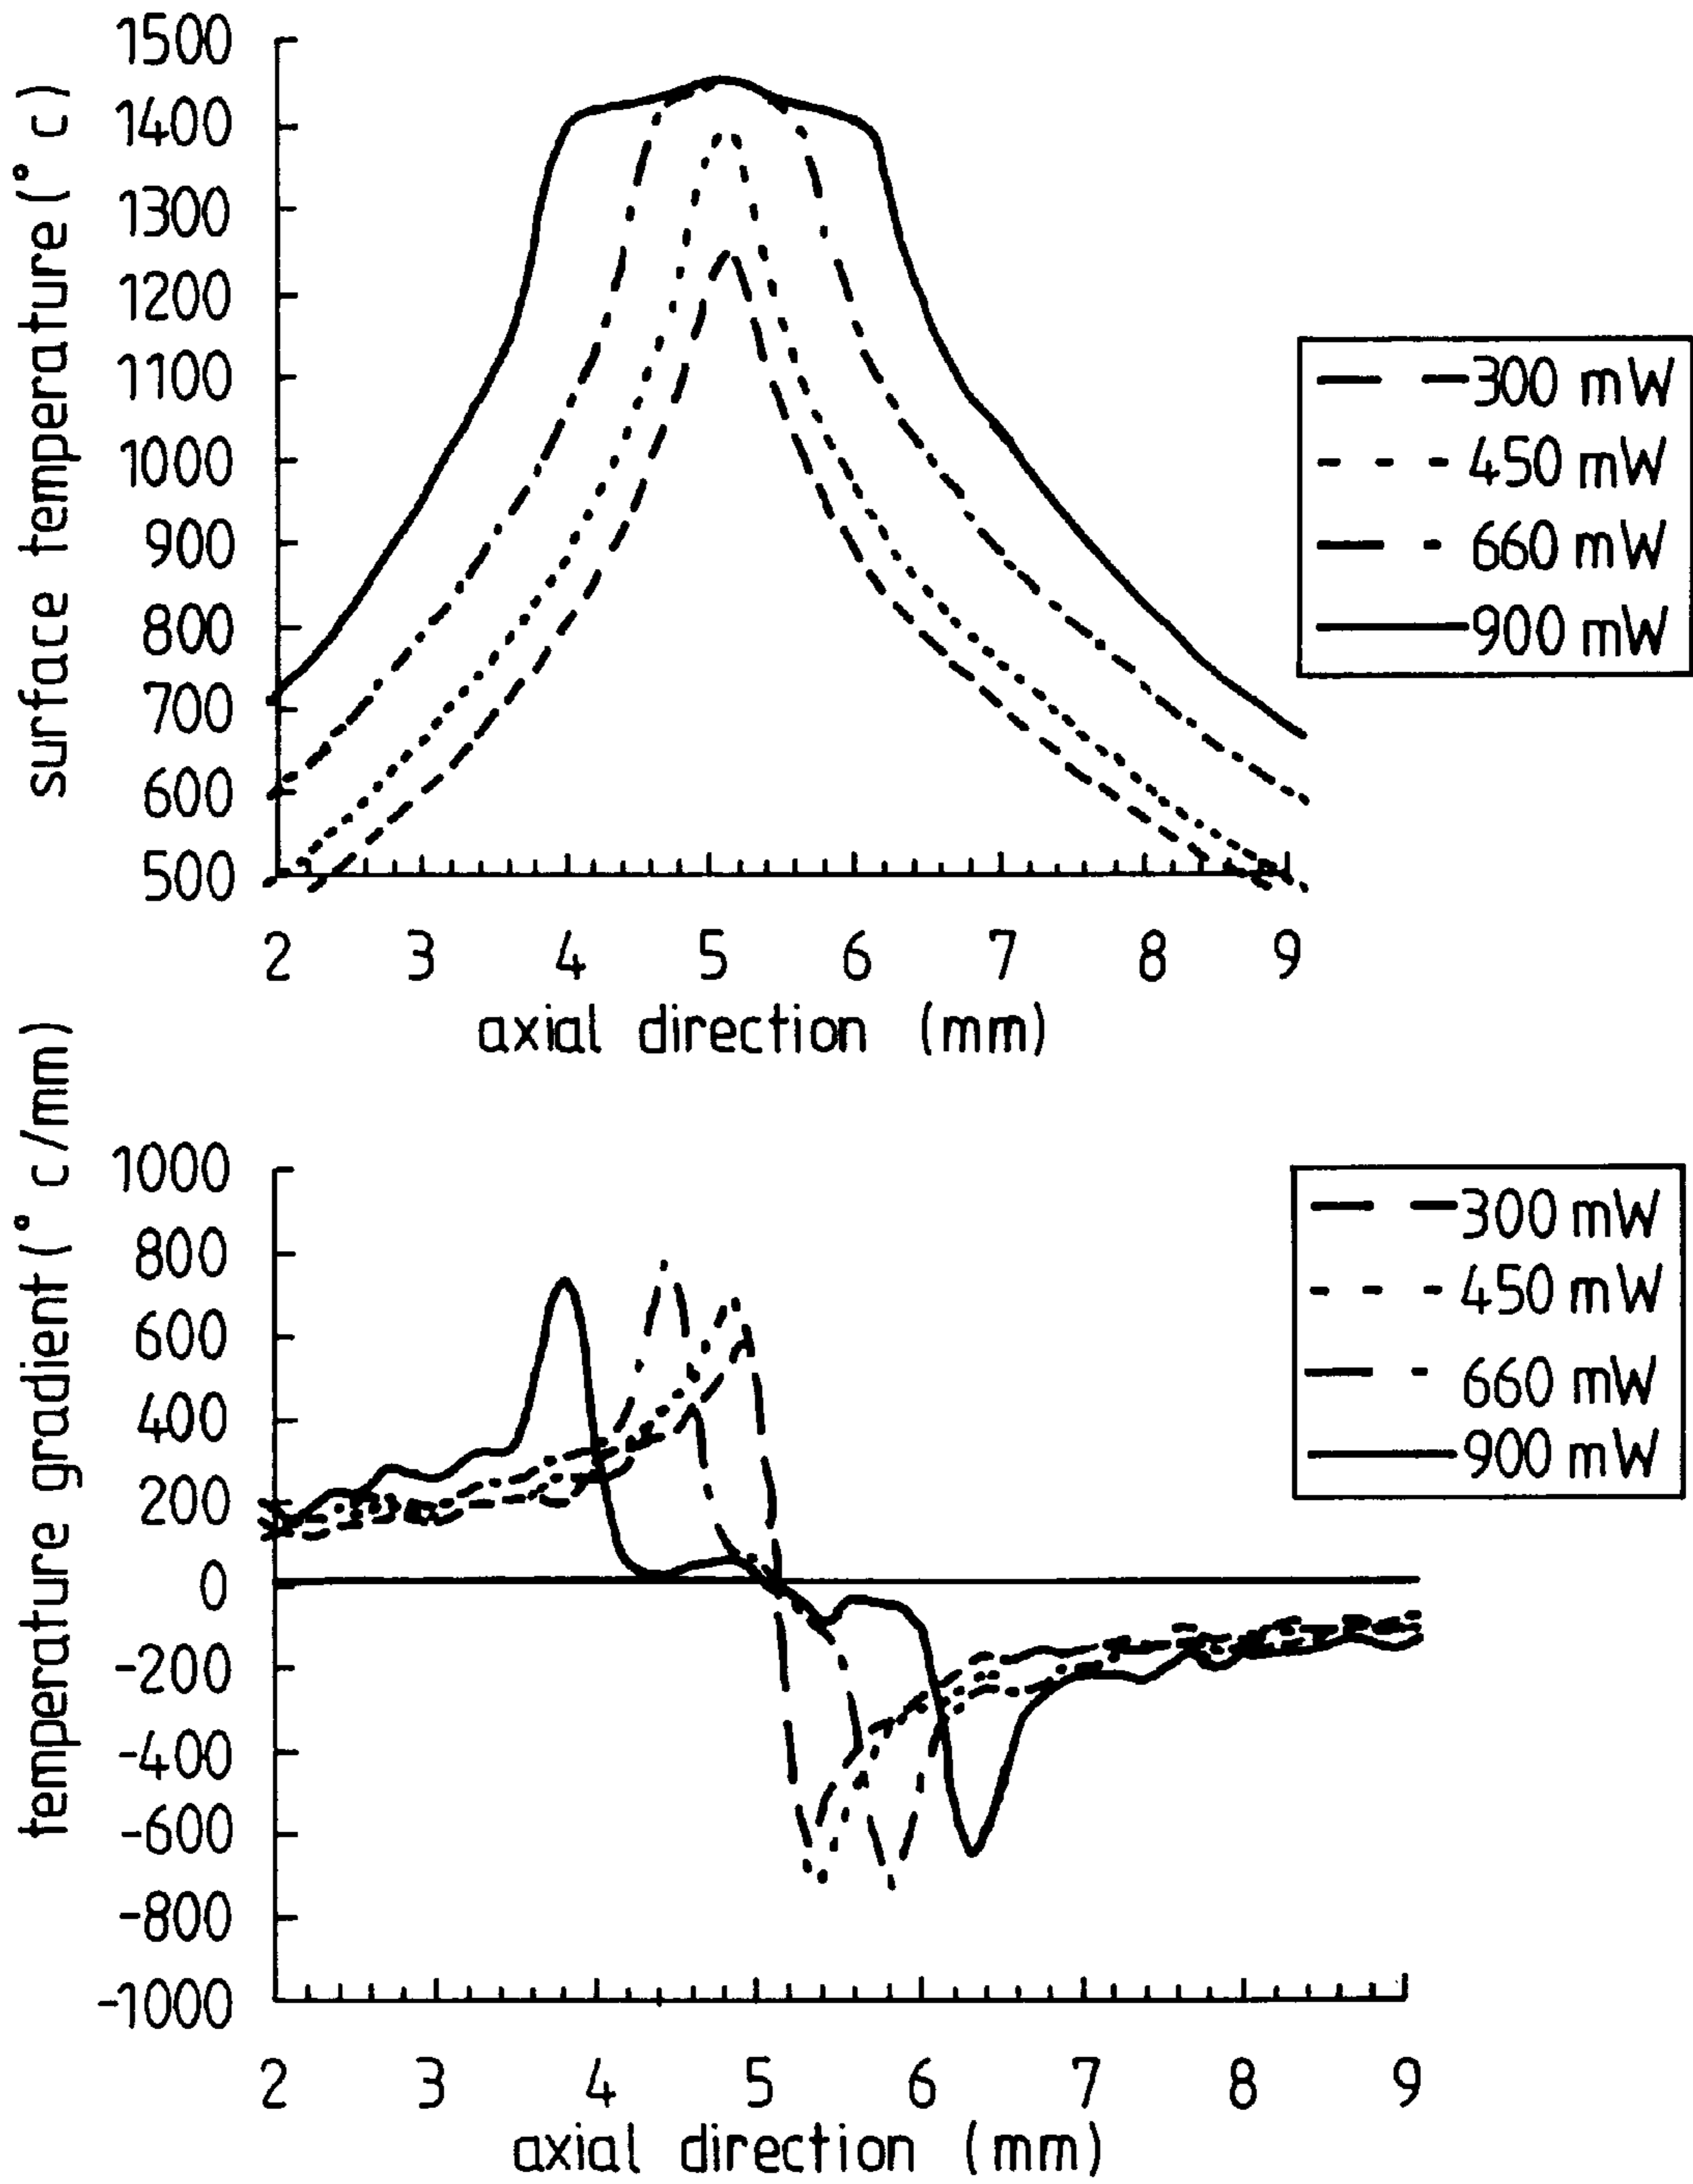 surface temperature (° c)
1500
1400
1300
1200
1100
1000
900
800
700
600
500
2 3 4 5 6 7 8 9
axial direction (mm)
300 mW
450 mW
660 mW
900 mW
temperature gradient (° c/mm)
1000
800
600
400
200
0
-200
-400
-600
-800
-1000
2 3 4 5 6 7 8 9
axial direction (mm)
300 mW
450 mW
660 mW
900 mW